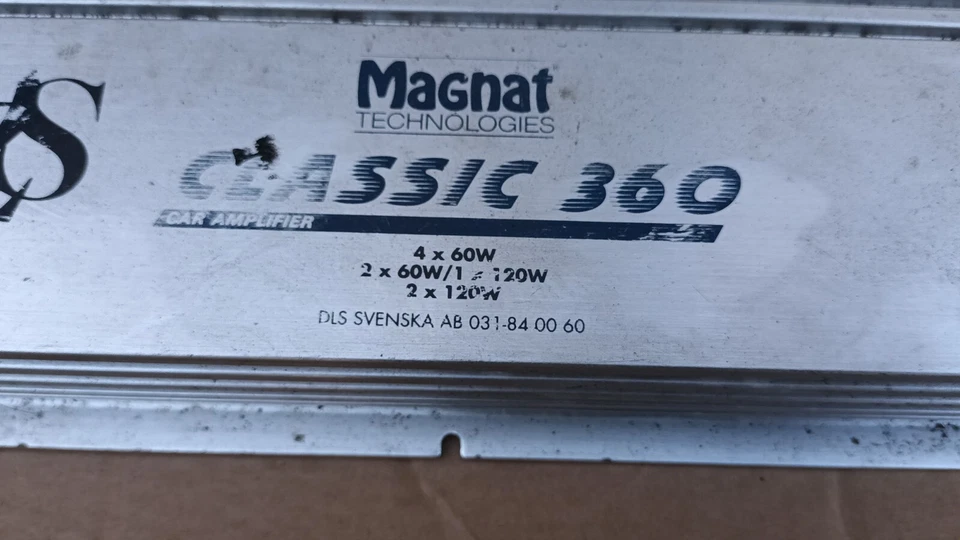 Magnat
TECHNOLOGIES
CLASSIC 360
CAR AMPLIFIER
4 x 60W
2 x 60W/1 x 120W
2 x 120W
DLS SVENSKA AB 031-84 00 60